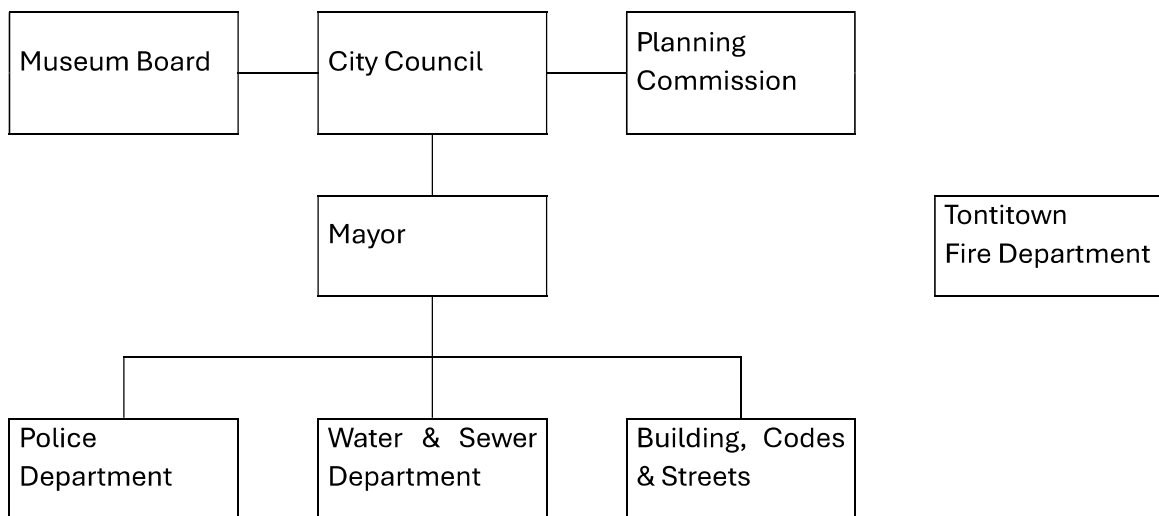 Museum Board
City Council
Planning
Commission
Mayor
Tontitown
Fire Department
Police
Department
Water & Sewer
Department
Building, Codes
& Streets